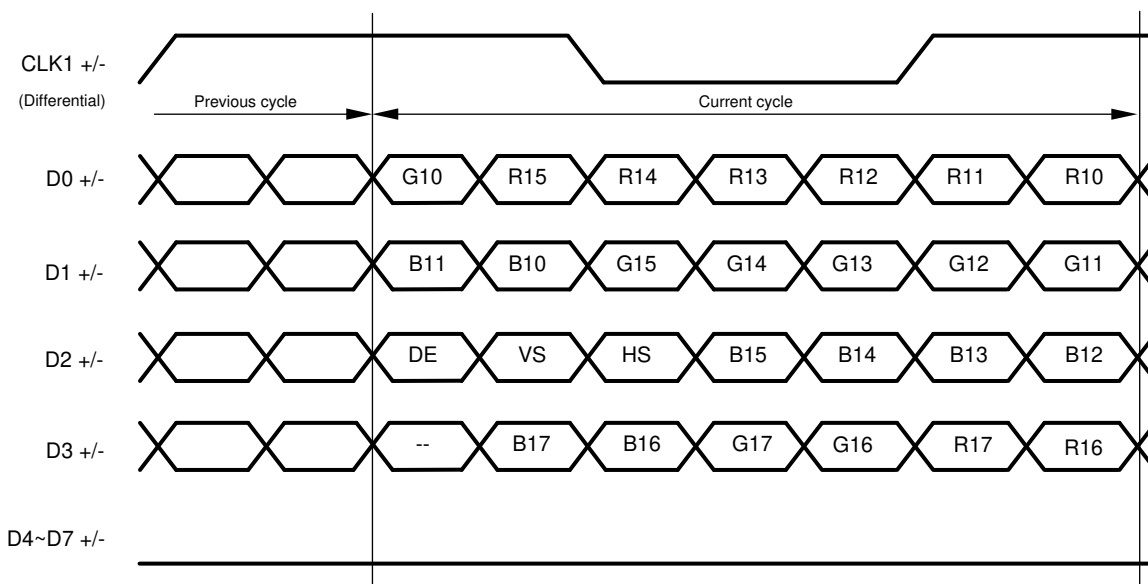 CLK1 +/-
(Differential)
Previous cycle
Current cycle
D0 +/-
G10 R15 R14 R13 R12 R11 R10
D1 +/-
B11 B10 G15 G14 G13 G12 G11
D2 +/-
DE VS HS B15 B14 B13 B12
D3 +/-
-- B17 B16 G17 G16 R17 R16
D4~D7 +/-